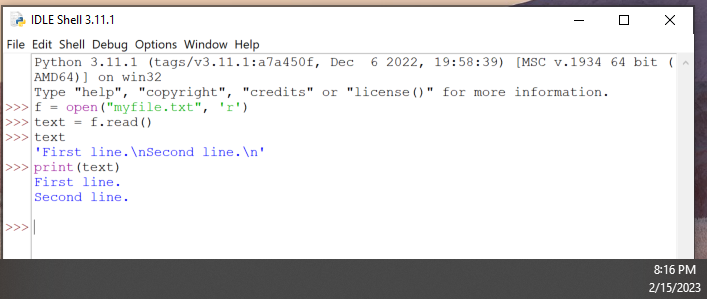 IDLE Shell 3.11.1
File Edit Shell Debug Options Window Help
Python 3.11.1 (tags/v3.11.1:a7a450f, Dec  6 2022, 19:58:39) [MSC v.1934 64 bit (
AMD64)] on win32
Type "help", "copyright", "credits" or "license()" for more information.
>>> f = open("myfile.txt", 'r')
>>> text = f.read()
>>> text
'First line.\nSecond line.\n'
>>> print(text)
First line.
Second line.
>>>
8:16 PM
2/15/2023